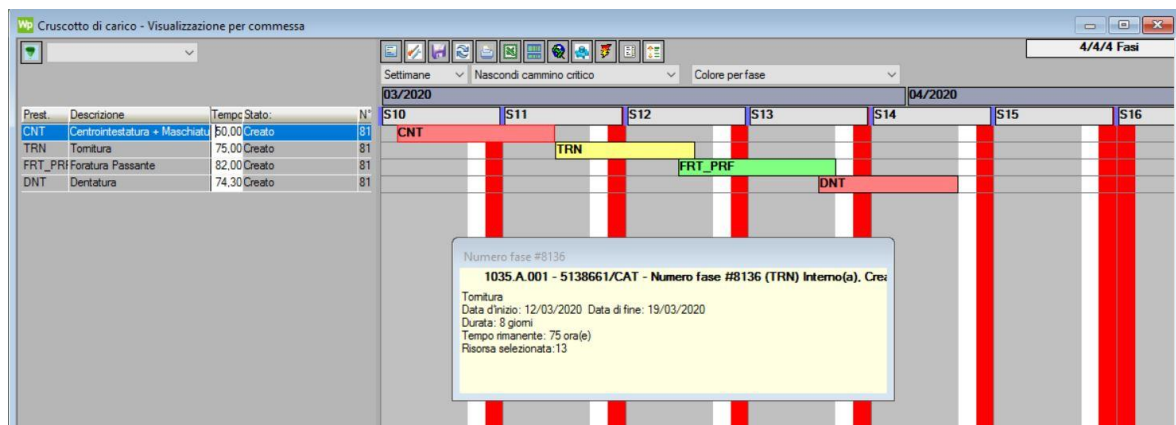 Wp Cruscotto di carico - Visualizzazione per commessa
4/4/4 Fasi
Settimane Nascondi cammino critico Colore per fase
03/2020 04/2020
Prest. Descrizione Tempo Stato: N° S10 S11 S12 S13 S14 S15 S16
CNT Centrointestatura + Maschiatu 50,00 Creato 81 CNT
TRN Tornitura 75,00 Creato 81 TRN
FRT_PRF Foratura Passante 82,00 Creato 81 FRT_PRF
DNT Dentatura 74,30 Creato 81 DNT
Numero fase #8136
1035.A.001 - 5138661/CAT - Numero fase #8136 (TRN) Interno(a), Crea
Tornitura
Data d'inizio: 12/03/2020 Data di fine: 19/03/2020
Durata: 8 giorni
Tempo rimanente: 75 ora(e)
Risorsa selezionata:13